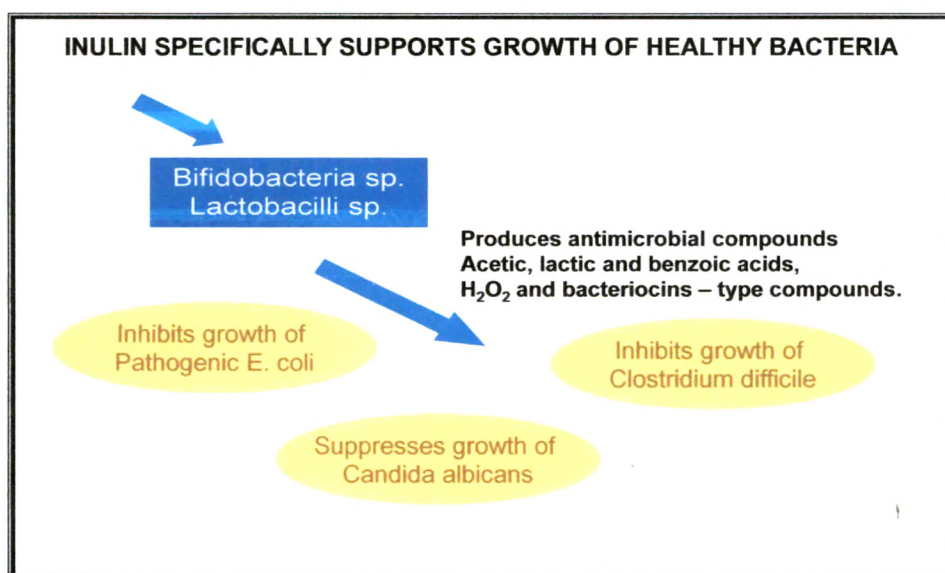 INULIN SPECIFICALLY SUPPORTS GROWTH OF HEALTHY BACTERIA
Bifidobacteria sp.
Lactobacilli sp.
Produces antimicrobial compounds
Acetic, lactic and benzoic acids,
H₂O₂ and bacteriocins – type compounds.
Inhibits growth of
Pathogenic E. coli
Inhibits growth of
Clostridium difficile
Suppresses growth of
Candida albicans